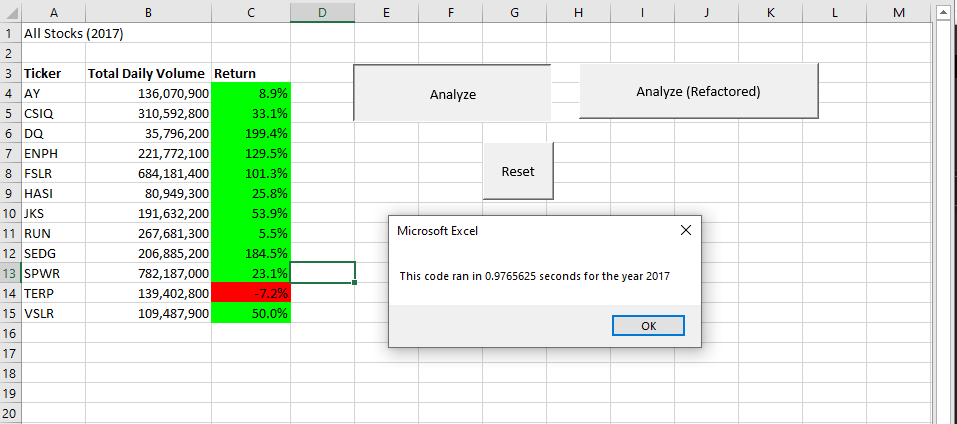 A B C D E F G H I J K L M
1 All Stocks (2017)
2
3 Ticker Total Daily Volume Return
4 AY 136,070,900 8.9%
5 CSIQ 310,592,800 33.1%
6 DQ 35,796,200 199.4%
7 ENPH 221,772,100 129.5%
8 FSLR 684,181,400 101.3%
9 HASI 80,949,300 25.8%
10 JKS 191,632,200 53.9%
11 RUN 267,681,300 5.5%
12 SEDG 206,885,200 184.5%
13 SPWR 782,187,000 23.1%
14 TERP 139,402,800 -7.2%
15 VSLR 109,487,900 50.0%
16
17
18
19
20
Analyze
Analyze (Refactored)
Reset
Microsoft Excel
This code ran in 0.9765625 seconds for the year 2017
OK